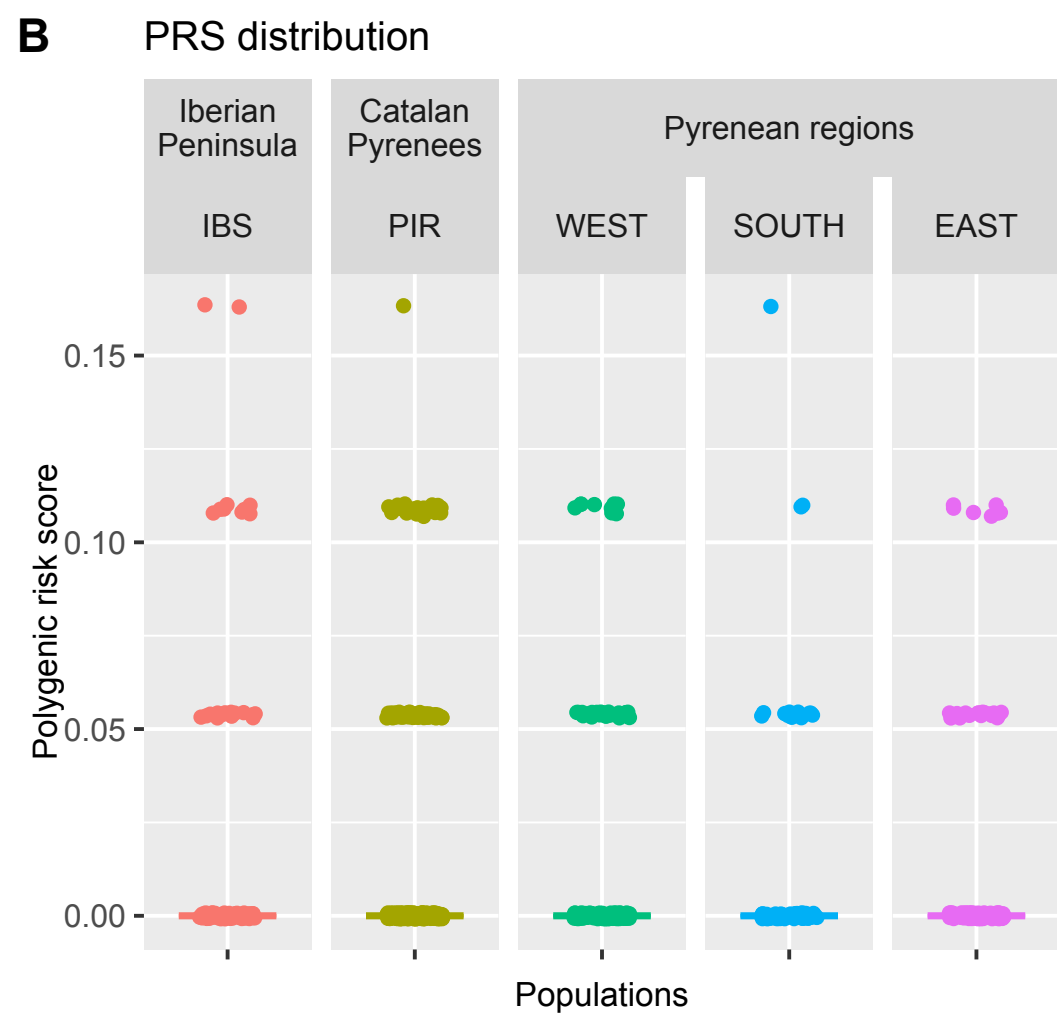 B PRS distribution
Iberian
Peninsula
Catalan
Pyrenees
Pyrenean regions
IBS
PIR
WEST
SOUTH
EAST
Polygenic risk score
0.15
0.10
0.05
0.00
Populations